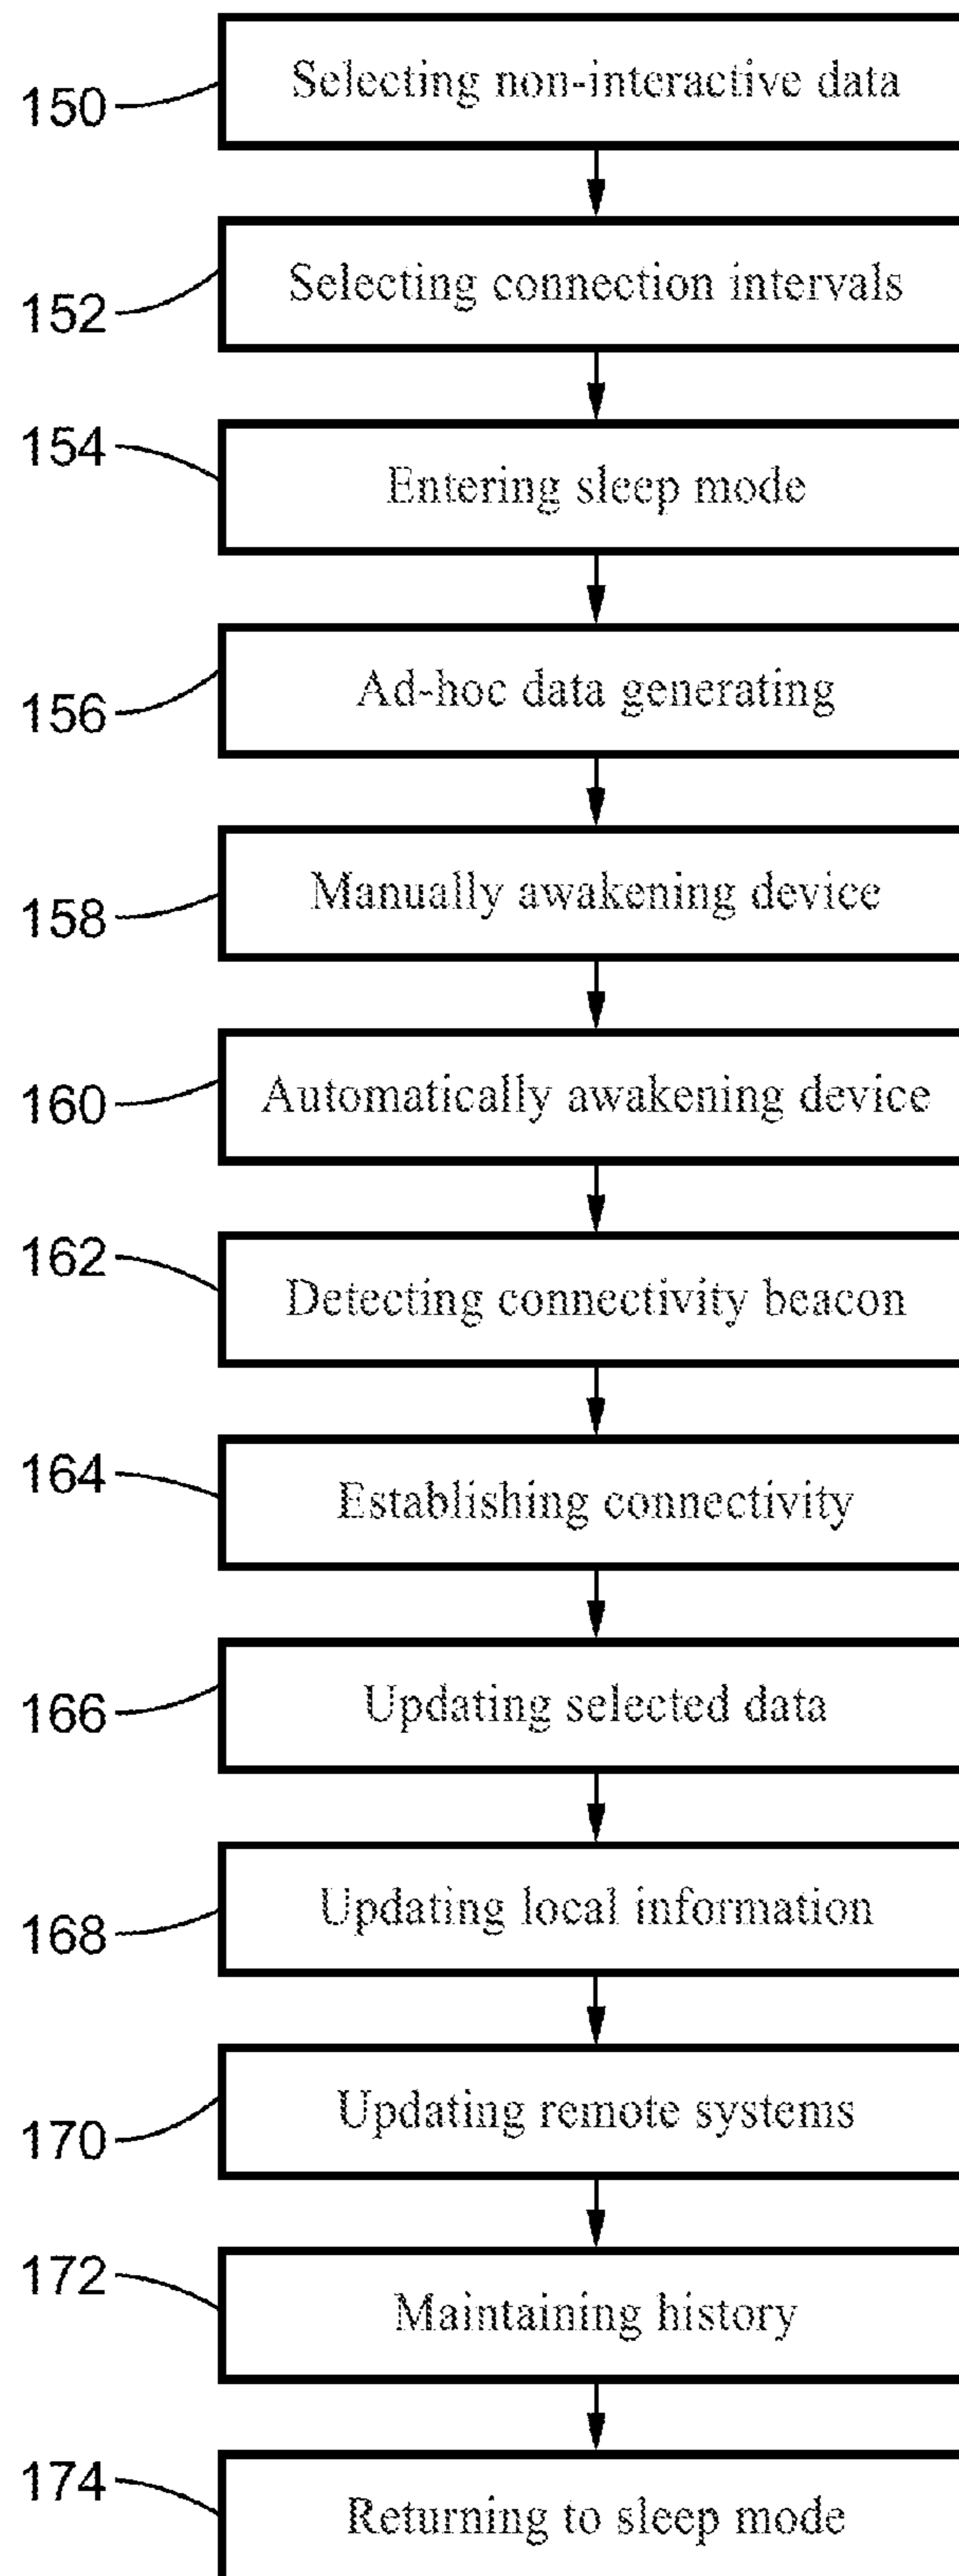 150 Selecting non-interactive data
152 Selecting connection intervals
154 Entering sleep mode
156 Ad-hoc data generating
158 Manually awakening device
160 Automatically awakening device
162 Detecting connectivity beacon
164 Establishing connectivity
166 Updating selected data
168 Updating local information
170 Updating remote systems
172 Maintaining history
174 Returning to sleep mode